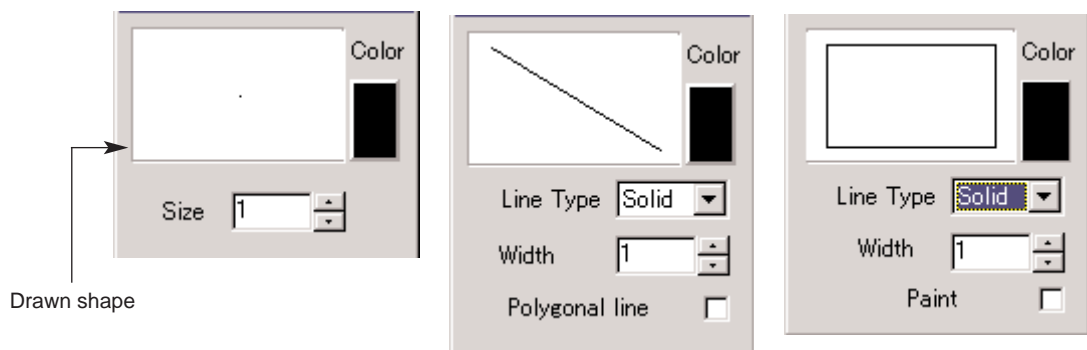 Color
Size 1
Drawn shape
Color
Line Type Solid
Width 1
Polygonal line
Color
Line Type Solid
Width 1
Paint